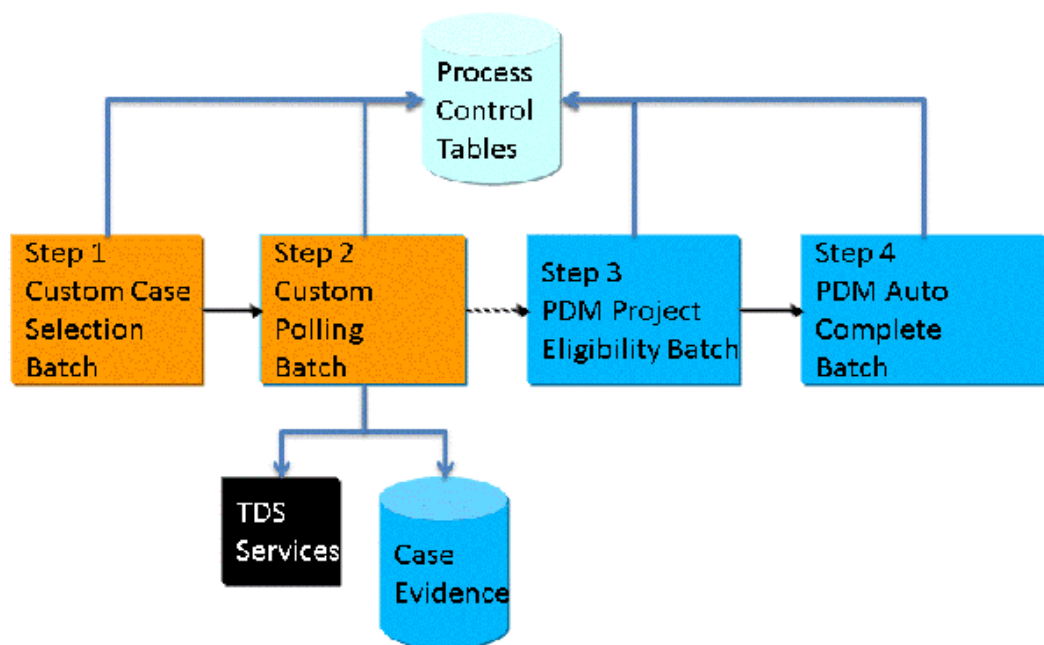 Process
Control
Tables
Step 1
Custom Case
Selection
Batch
Step 2
Custom
Polling
Batch
Step 3
PDM Project
Eligibility Batch
Step 4
PDM Auto
Complete
Batch
TDS
Services
Case
Evidence